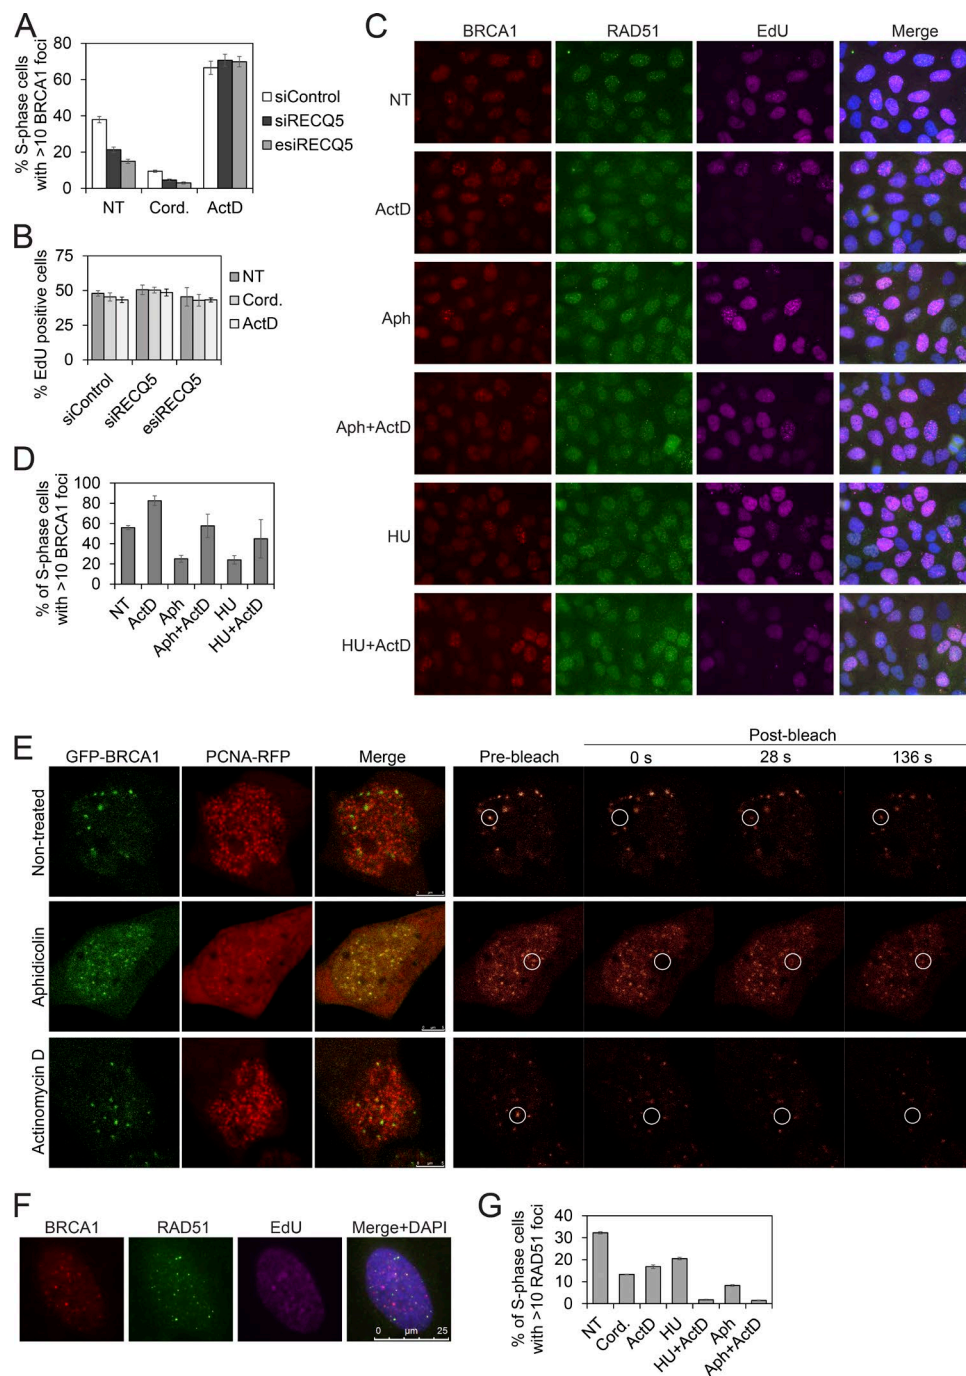 A
% S-phase cells
with >10 BRCA1 foci
80
60
40
20
0
NT
Cord.
ActD
siControl
siRECQ5
esiRECQ5
B
% EdU positive cells
75
50
25
0
siControl
siRECQ5
esiRECQ5
NT
Cord.
ActD
C
BRCA1
RAD51
EdU
Merge
NT
ActD
Aph
Aph+ActD
HU
HU+ActD
D
% of S-phase cells
with >10 BRCA1 foci
100
80
60
40
20
0
NT
ActD
Aph
Aph+ActD
HU
HU+ActD
E
GFP-BRCA1
PCNA-RFP
Merge
Pre-bleach
Post-bleach
0 s
28 s
136 s
Non-treated
Aphidicolin
Actinomycin D
F
BRCA1
RAD51
EdU
Merge+DAPI
0 µm 25
G
% of S-phase cells
with >10 RAD51 foci
40
30
20
10
0
NT
Cord.
ActD
HU
HU+ActD
Aph
Aph+ActD